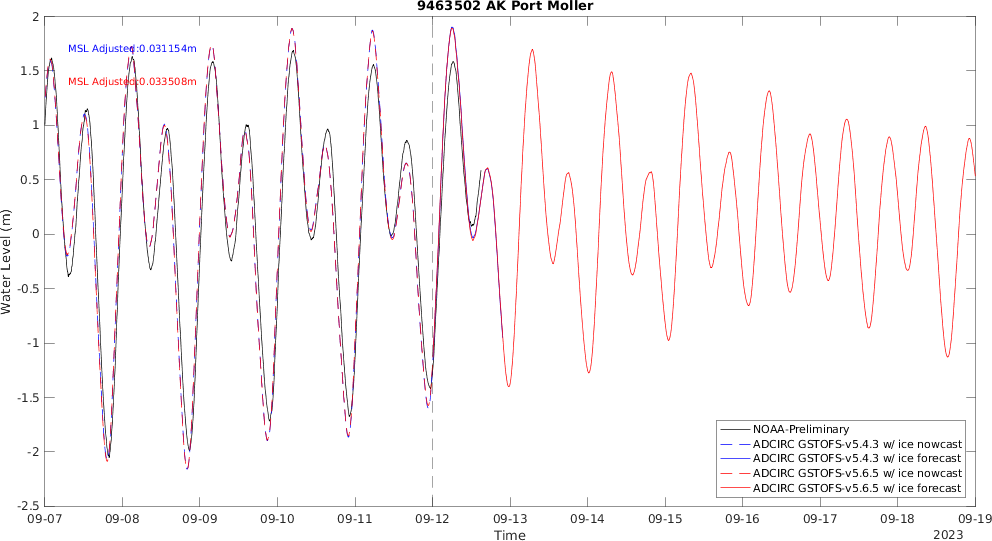 9463502 AK Port Moller
MSL Adjusted:0.031154m
MSL Adjusted:0.033508m
Water Level (m)
2
1.5
1
0.5
0
-0.5
-1
-1.5
-2
-2.5
NOAA-Preliminary
ADCIRC GSTOFS-v5.4.3 w/ ice nowcast
ADCIRC GSTOFS-v5.4.3 w/ ice forecast
ADCIRC GSTOFS-v5.6.5 w/ ice nowcast
ADCIRC GSTOFS-v5.6.5 w/ ice forecast
09-07 09-08 09-09 09-10 09-11 09-12 09-13 09-14 09-15 09-16 09-17 09-18 09-19
Time
2023